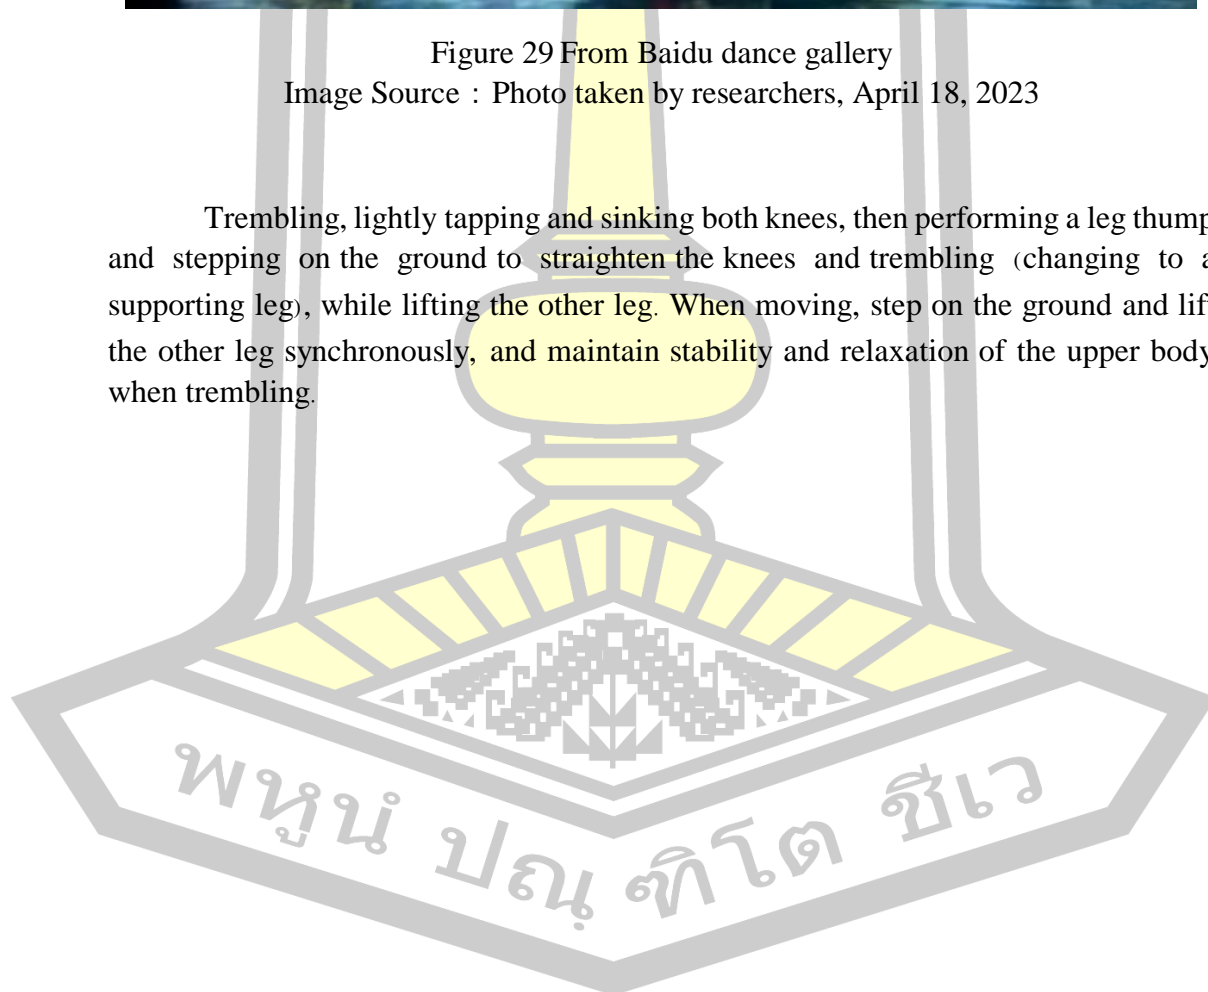 Figure 29 From Baidu dance gallery
Image Source : Photo taken by researchers, April 18, 2023
Trembling, lightly tapping and sinking both knees, then performing a leg thump
and stepping on the ground to straighten the knees and trembling (changing to a
supporting leg), while lifting the other leg. When moving, step on the ground and lif
the other leg synchronously, and maintain stability and relaxation of the upper body
when trembling.
พหูนํ ปณฺฑิโต ชีเว